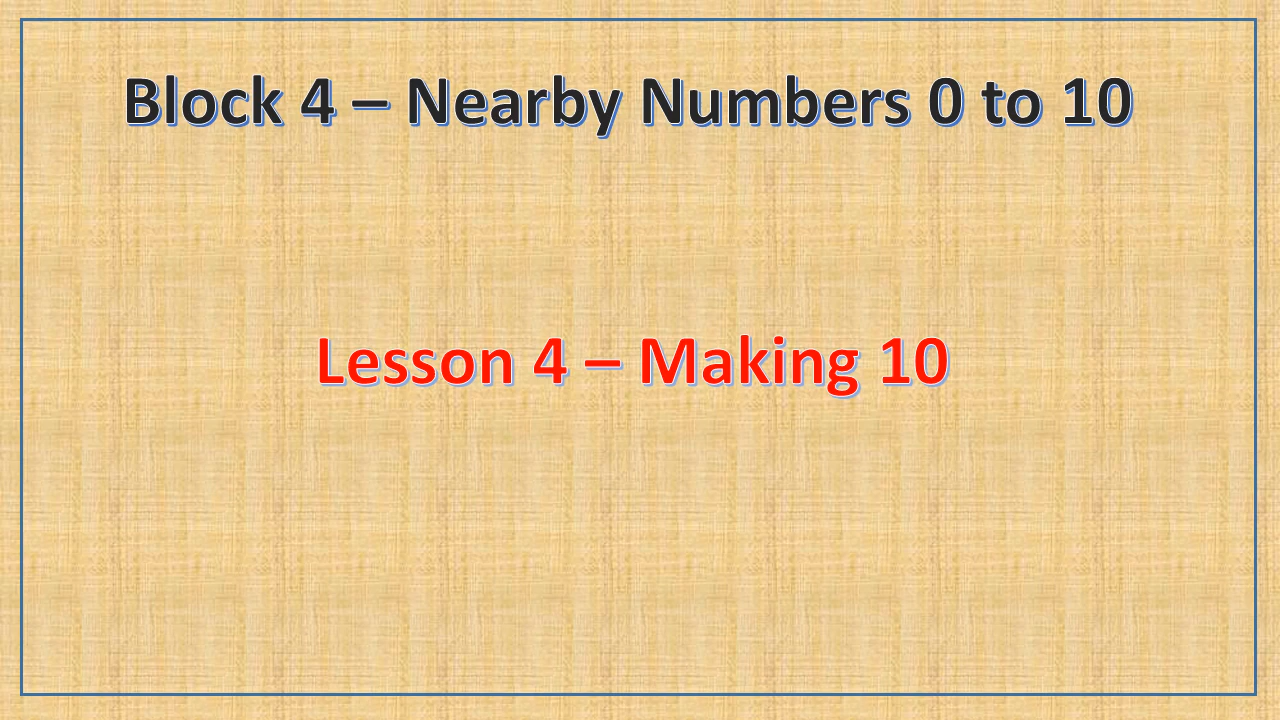 Block 4 – Nearby Numbers 0 to 10
Lesson 4 – Making 10